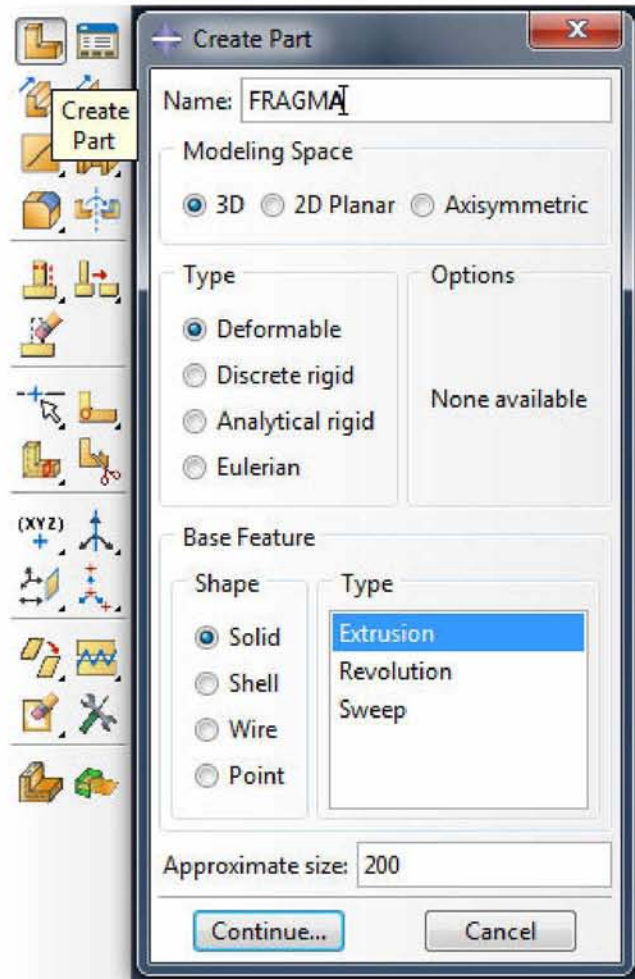 Create Part
Create
Part
Name: FRAGMA
Modeling Space
3D 2D Planar Axisymmetric
Type
Deformable
Discrete rigid
Analytical rigid
Eulerian
Options
None available
Base Feature
Shape
Solid
Shell
Wire
Point
Type
Extrusion
Revolution
Sweep
Approximate size: 200
Continue... Cancel
(XYZ)